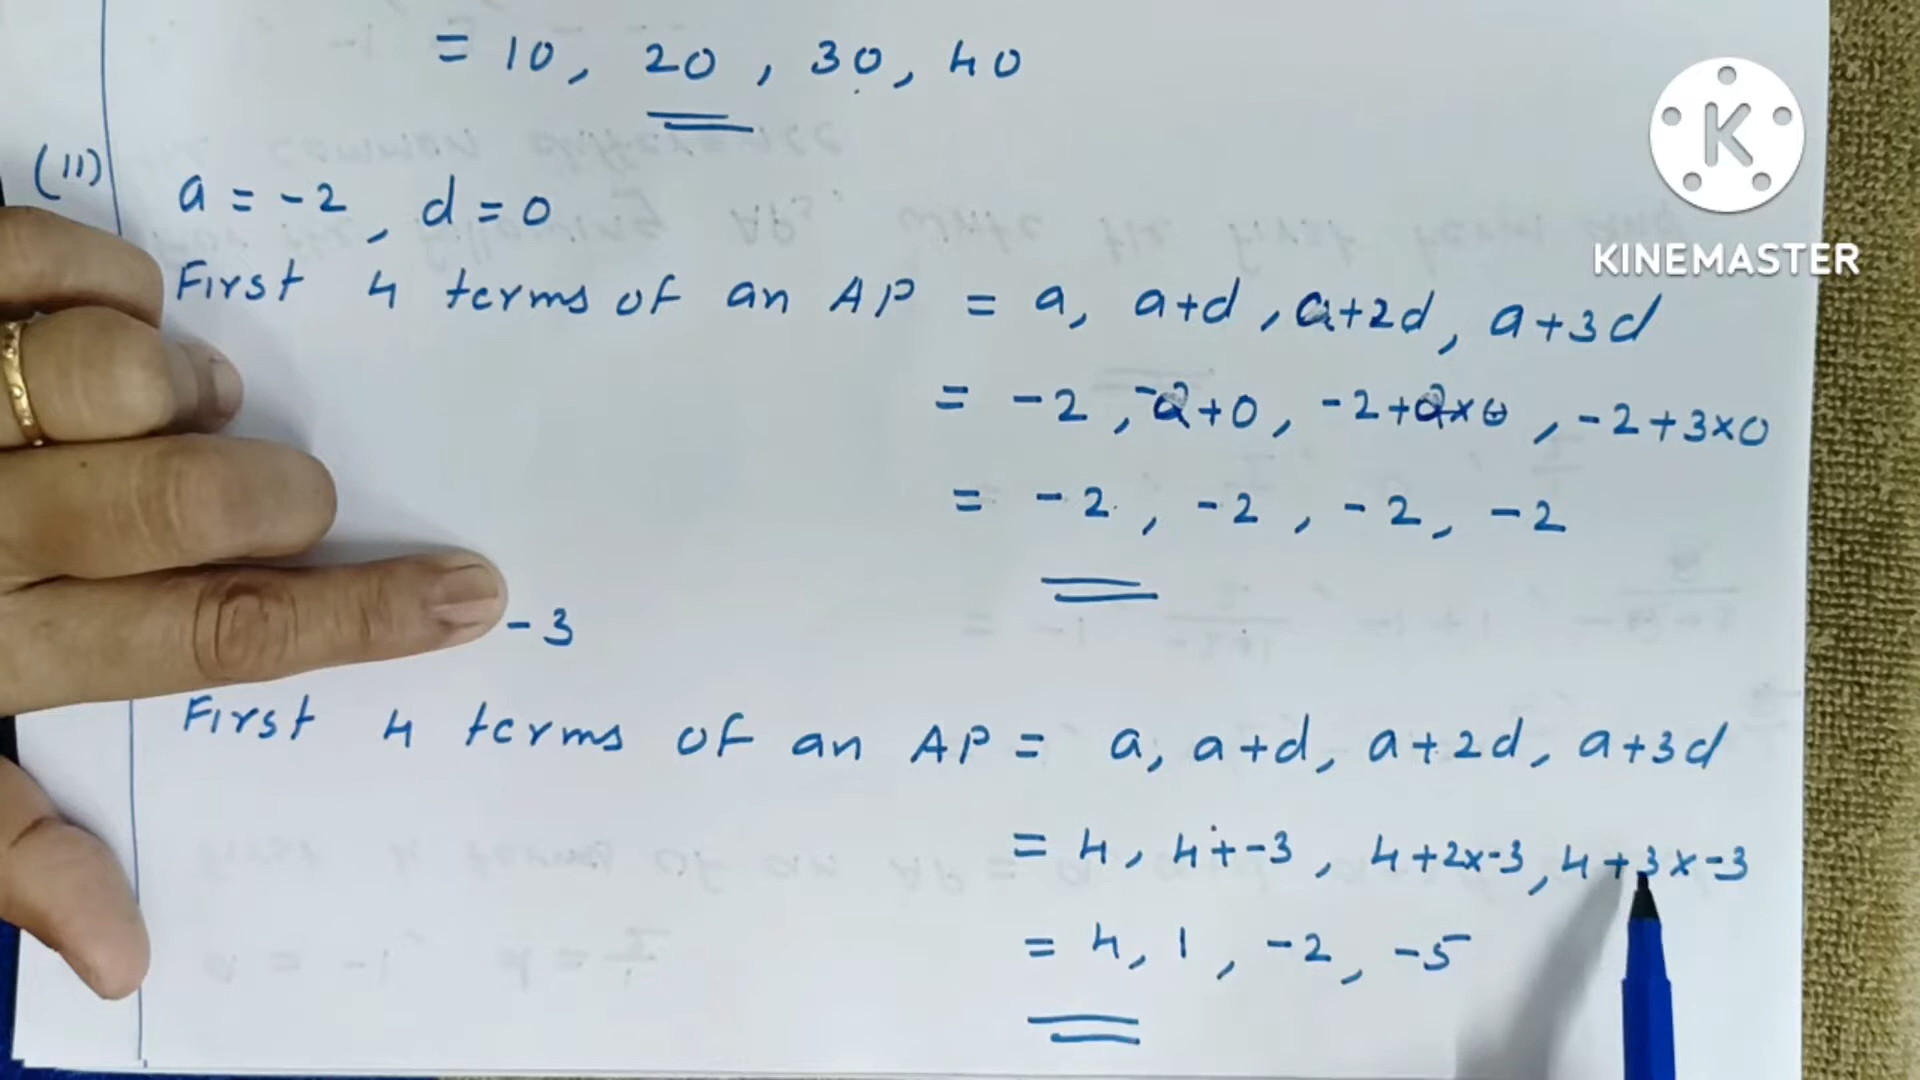 = 10, 20, 30, 40
(11)
a = -2, d = 0
First 4 terms of an AP = a, a+d, a+2d, a+3d
= -2, -2+0, -2+2×0, -2+3×0
= -2, -2, -2, -2
-3
First 4 terms of an AP = a, a+d, a+2d, a+3d
= 4, 4+-3, 4+2×-3, 4+3×-3
= 4, 1, -2, -5
K
KINEMASTER